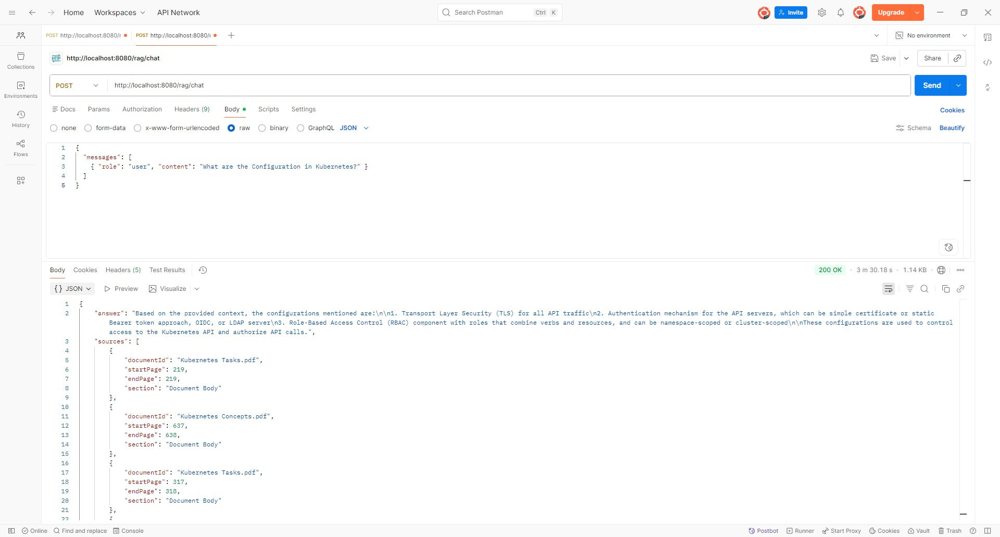 Home Workspaces API Network Search Postman Ctrl K Invite Upgrade
POST http://localhost:8080/r POST http://localhost:8080/r No environment
HTTP http://localhost:8080/rag/chat Save Share
POST http://localhost:8080/rag/chat Send
Docs Params Authorization Headers (9) Body Scripts Settings Cookies
none form-data x-www-form-urlencoded raw binary GraphQL JSON Schema Beautify
Collections
Environments
History
Flows
1 {
2 "messages": [
3 { "role": "user", "content": "What are the Configuration in Kubernetes?" }
4 ]
5 }
Body Cookies Headers (5) Test Results 200 OK 3 m 30.18 s 1.14 KB
{} JSON Preview Visualize
1 {
2 "answer": "Based on the provided context, the configurations mentioned are:\n\n1. Transport Layer Security (TLS) for all API traffic\n2. Authentication mechanism for the API servers, which can be simple certificate or static
Bearer token approach, OIDC, or LDAP server\n3. Role-Based Access Control (RBAC) component with roles that combine verbs and resources, and can be namespace-scoped or cluster-scoped\n\nThese configurations are used to control
access to the Kubernetes API and authorize API calls.",
3 "sources": [
4 {
5 "documentId": "Kubernetes Tasks.pdf",
6 "startPage": 219,
7 "endPage": 219,
8 "section": "Document Body"
9 },
10 {
11 "documentId": "Kubernetes Concepts.pdf",
12 "startPage": 637,
13 "endPage": 638,
14 "section": "Document Body"
15 },
16 {
17 "documentId": "Kubernetes Tasks.pdf",
18 "startPage": 317,
19 "endPage": 318,
20 "section": "Document Body"
21 },
22 {
Online Find and replace Console Postbot Runner Start Proxy Cookies Vault Trash